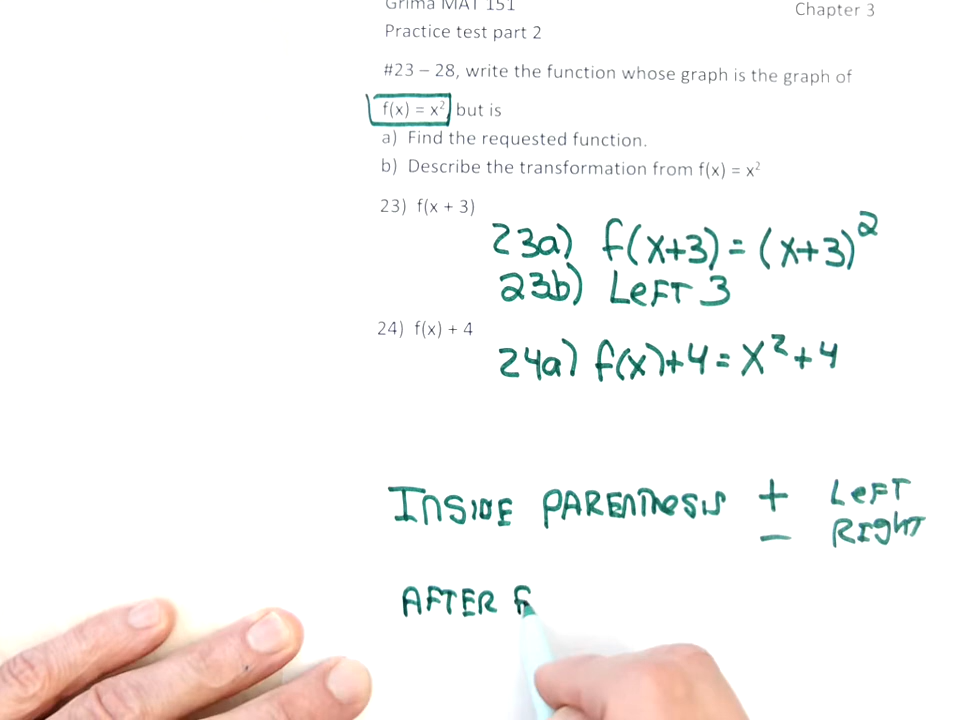 Grima MAT 151
Chapter 3
Practice test part 2
#23 – 28, write the function whose graph is the graph of
f(x) = x², but is
a) Find the requested function.
b) Describe the transformation from f(x) = x²
23) f(x + 3)
23a) f(x+3) = (x+3)²
23b) LeFT 3
24) f(x) + 4
24a) f(x)+4 = x²+4
INSIDE PARENTHESIS + LeFT
– RIghT
AFTER